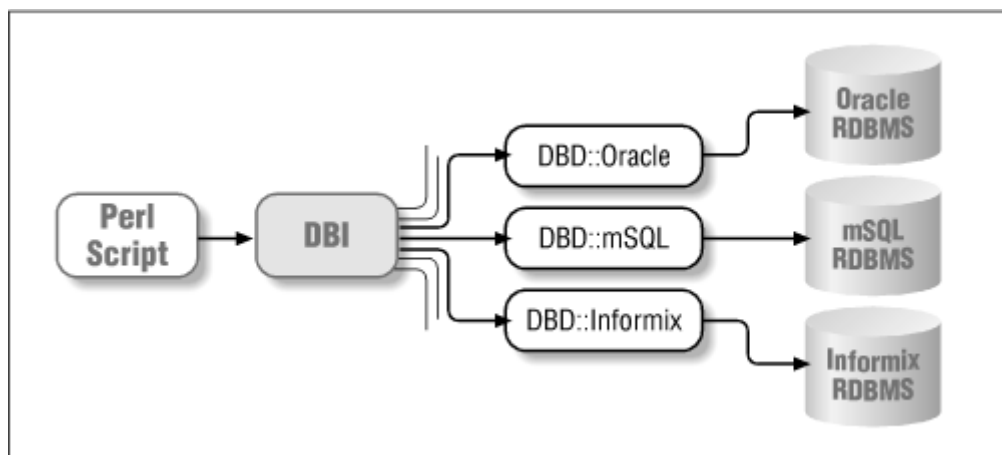 Perl
Script
DBI
DBD::Oracle
DBD::mSQL
DBD::Informix
Oracle
RDBMS
mSQL
RDBMS
Informix
RDBMS